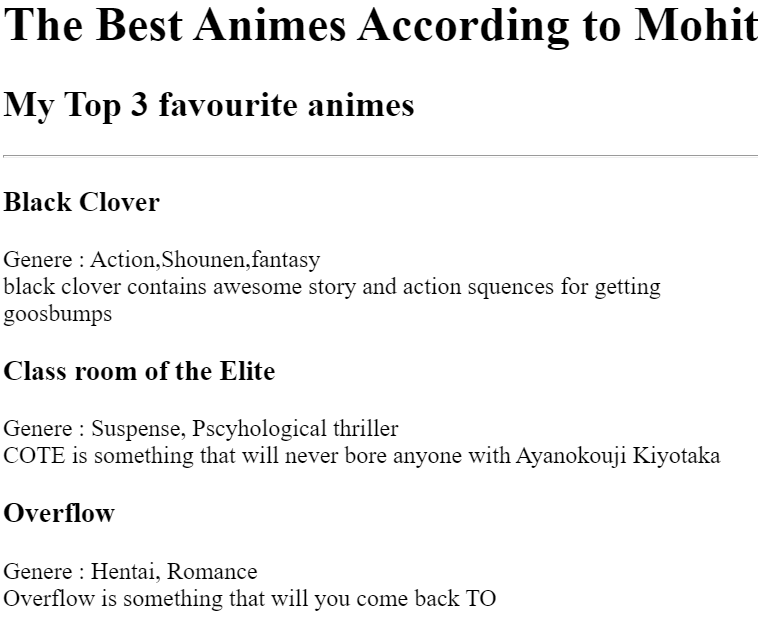 The Best Animes According to Mohit
My Top 3 favourite animes
Black Clover
Genere : Action,Shounen,fantasy
black clover contains awesome story and action squences for getting
goosbumps
Class room of the Elite
Genere : Suspense, Pscyhological thriller
COTE is something that will never bore anyone with Ayanokouji Kiyotaka
Overflow
Genere : Hentai, Romance
Overflow is something that will you come back TO